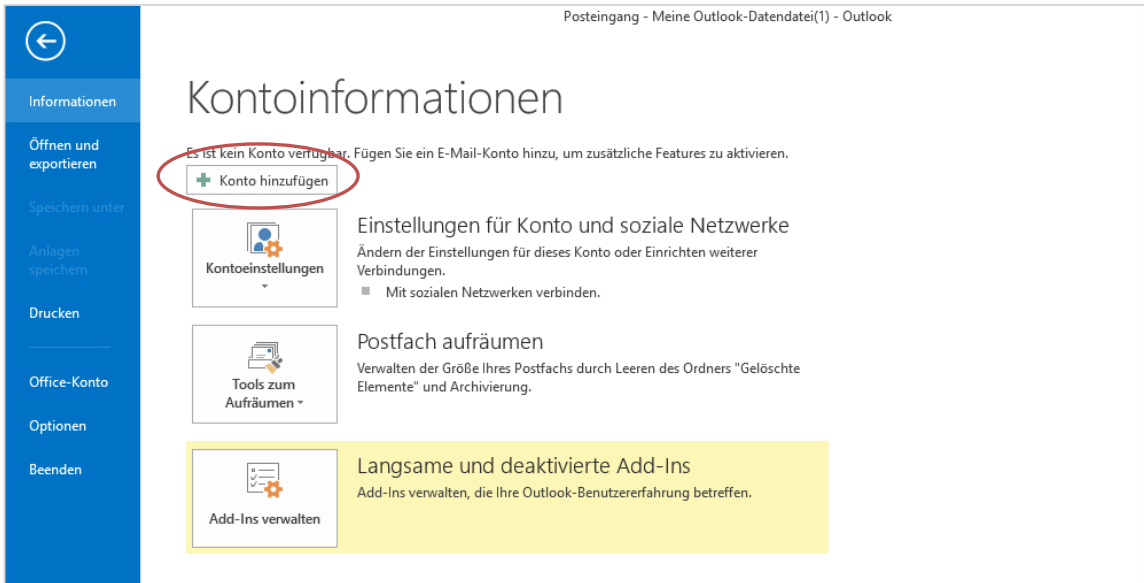 Posteingang - Meine Outlook-Datendatei(1) - Outlook
Informationen
Öffnen und
exportieren
Speichern unter
Anlagen
speichern
Drucken
Office-Konto
Optionen
Beenden
Kontoinformationen
Es ist kein Konto verfügbar. Fügen Sie ein E-Mail-Konto hinzu, um zusätzliche Features zu aktivieren.
Konto hinzufügen
Kontoeinstellungen
Einstellungen für Konto und soziale Netzwerke
Ändern der Einstellungen für dieses Konto oder Einrichten weiterer
Verbindungen.
Mit sozialen Netzwerken verbinden.
Tools zum
Aufräumen
Postfach aufräumen
Verwalten der Größe Ihres Postfachs durch Leeren des Ordners "Gelöschte
Elemente" und Archivierung.
Add-Ins verwalten
Langsame und deaktivierte Add-Ins
Add-Ins verwalten, die Ihre Outlook-Benutzererfahrung betreffen.